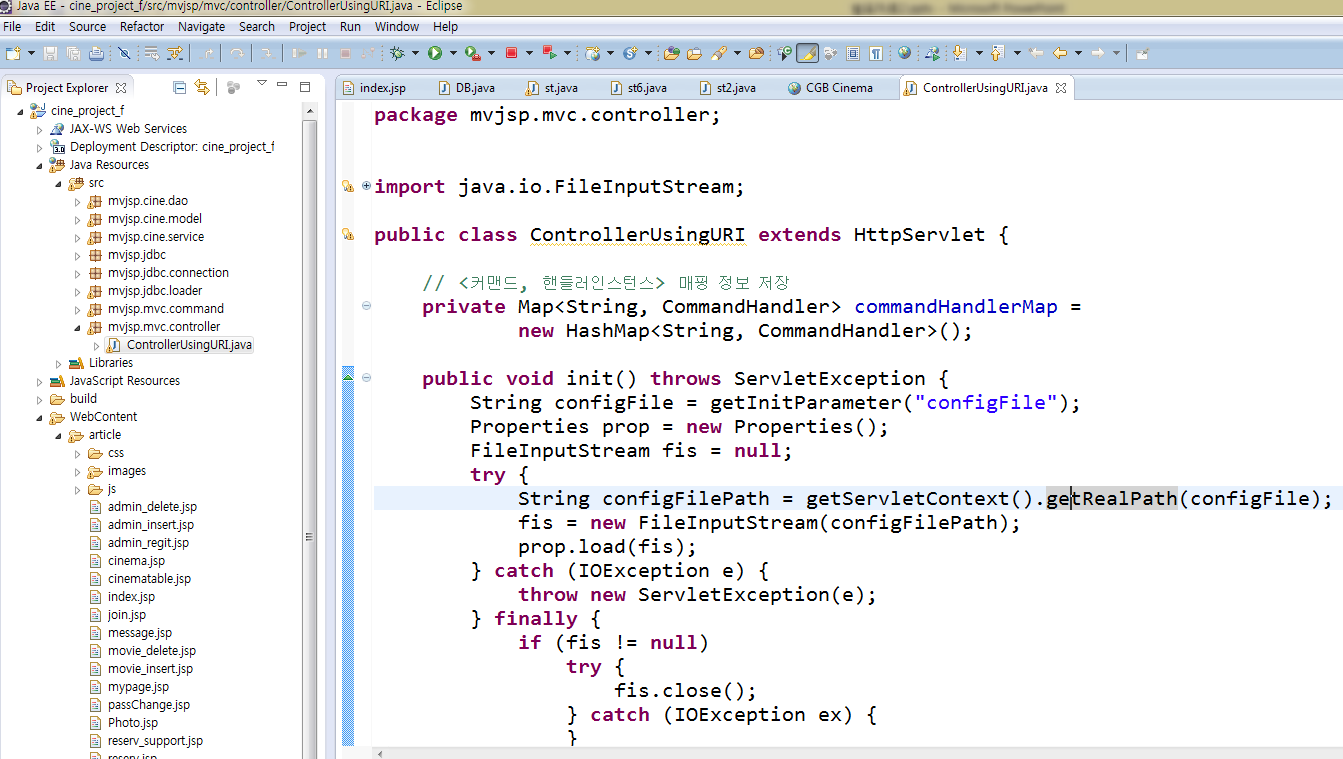 Java EE - cine_project_f/src/mvjsp/mvc/controller/ControllerUsingURI.java - Eclipse
File Edit Source Refactor Navigate Search Project Run Window Help
Project Explorer
cine_project_f
JAX-WS Web Services
Deployment Descriptor: cine_project_f
Java Resources
src
mvjsp.cine.dao
mvjsp.cine.model
mvjsp.cine.service
mvjsp.jdbc
mvjsp.jdbc.connection
mvjsp.jdbc.loader
mvjsp.mvc.command
mvjsp.mvc.controller
ControllerUsingURI.java
Libraries
JavaScript Resources
build
WebContent
article
css
images
js
admin_delete.jsp
admin_insert.jsp
admin_regit.jsp
cinema.jsp
cinematable.jsp
index.jsp
join.jsp
message.jsp
movie_delete.jsp
movie_insert.jsp
mypage.jsp
passChange.jsp
Photo.jsp
reserv_support.jsp
reserv.jsp
index.jsp DB.java st.java st6.java st2.java CGB Cinema ControllerUsingURI.java
package mvjsp.mvc.controller;
import java.io.FileInputStream;
public class ControllerUsingURI extends HttpServlet {
// <커맨드, 핸들러인스턴스> 매핑 정보 저장
private Map<String, CommandHandler> commandHandlerMap =
new HashMap<String, CommandHandler>();
public void init() throws ServletException {
String configFile = getInitParameter("configFile");
Properties prop = new Properties();
FileInputStream fis = null;
try {
String configFilePath = getServletContext().getRealPath(configFile);
fis = new FileInputStream(configFilePath);
prop.load(fis);
} catch (IOException e) {
throw new ServletException(e);
} finally {
if (fis != null)
try {
fis.close();
} catch (IOException ex) {
}